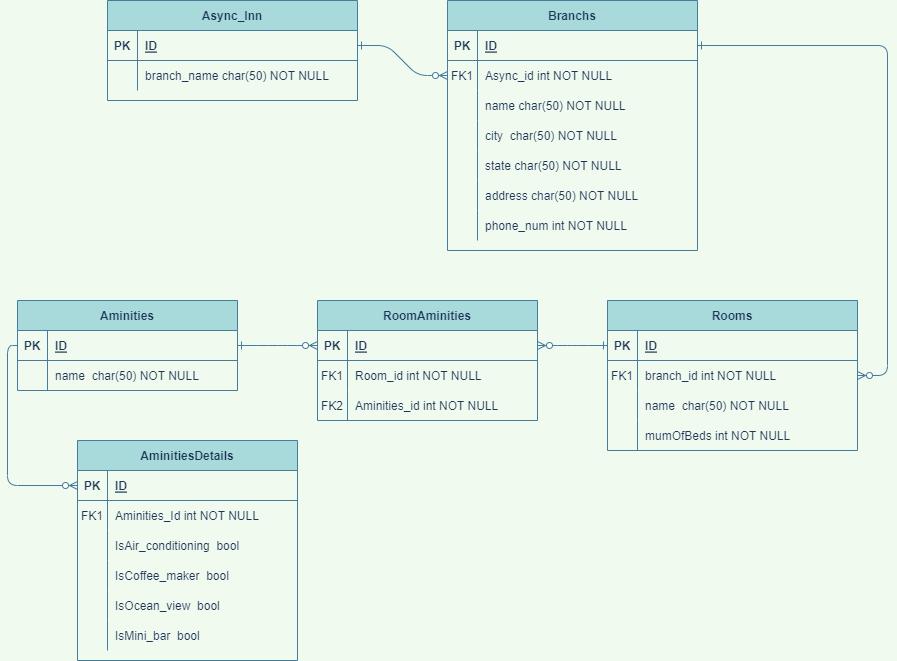 Async_Inn
PK ID
branch_name char(50) NOT NULL
Branchs
PK ID
FK1 Async_id int NOT NULL
name char(50) NOT NULL
city  char(50) NOT NULL
state char(50) NOT NULL
address char(50) NOT NULL
phone_num int NOT NULL
Aminities
PK ID
name  char(50) NOT NULL
RoomAminities
PK ID
FK1 Room_id int NOT NULL
FK2 Aminities_id int NOT NULL
Rooms
PK ID
FK1 branch_id int NOT NULL
name  char(50) NOT NULL
mumOfBeds int NOT NULL
AminitiesDetails
PK ID
FK1 Aminities_Id int NOT NULL
IsAir_conditioning  bool
IsCoffee_maker  bool
IsOcean_view  bool
IsMini_bar  bool